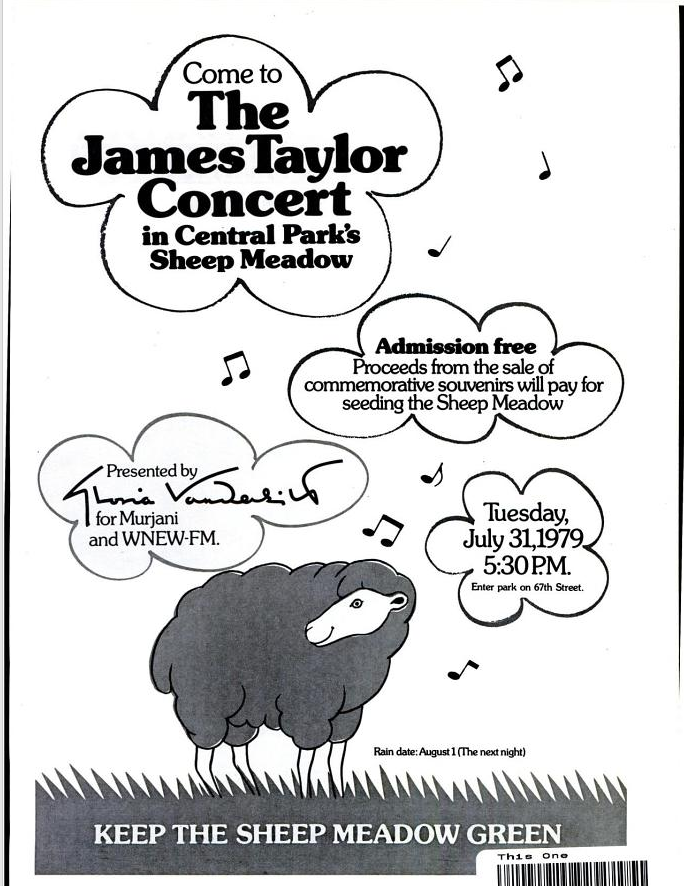 Come to
The
James Taylor
Concert
in Central Park's
Sheep Meadow
Admission free
Proceeds from the sale of
commemorative souvenirs will pay for
seeding the Sheep Meadow
Presented by
Gloria Vanderbilt
for Murjani
and WNEW-FM.
Tuesday,
July 31,1979
5:30 P.M.
Enter park on 67th Street.
Rain date: August 1 (The next night)
KEEP THE SHEEP MEADOW GREEN
This One